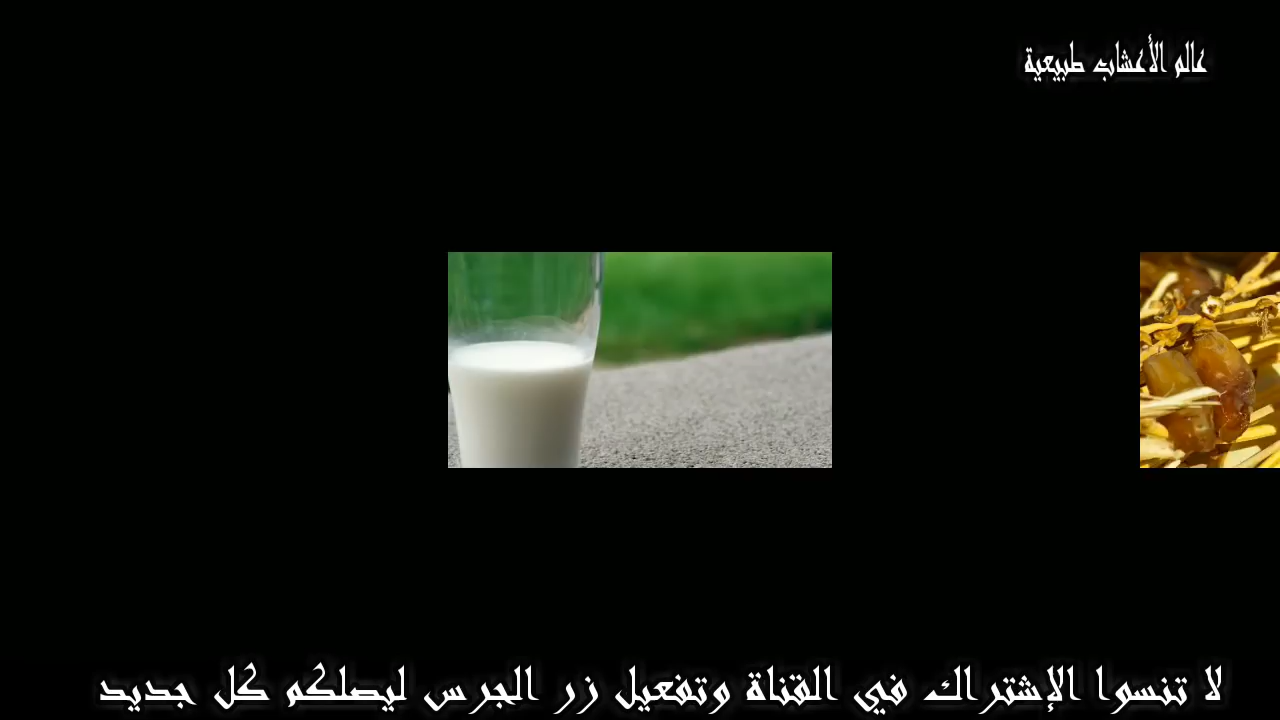 عالم الأعشاب طبيعية
لا تنسوا الإشتراك في القناة وتفعيل زر الجرس ليصلكم كل جديد